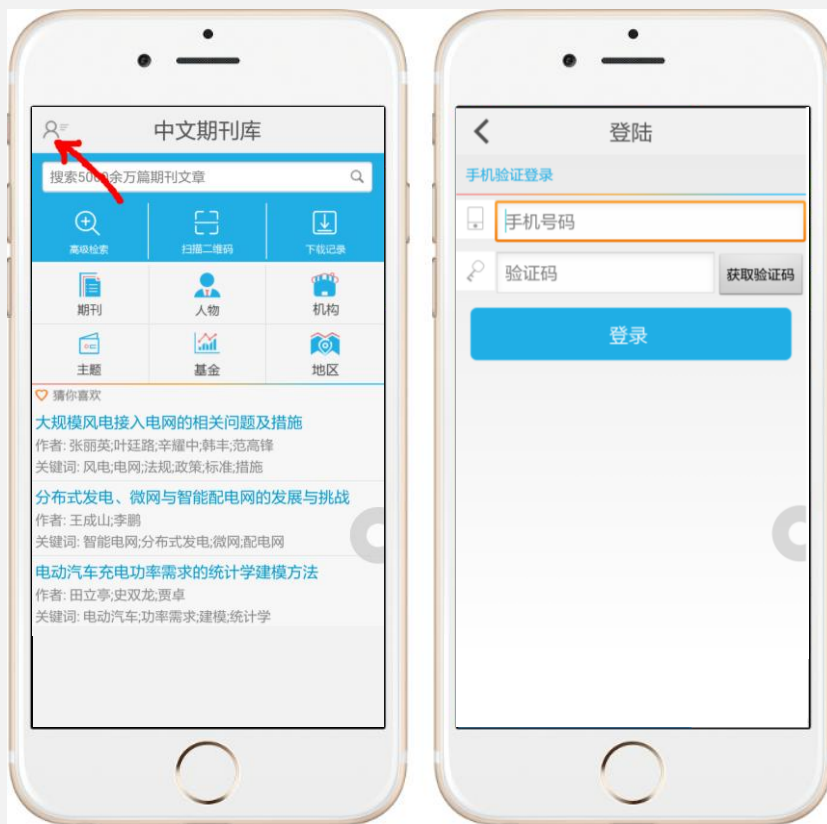 中文期刊库
搜索5000余万篇期刊文章
高级检索 扫描二维码 下载记录
期刊 人物 机构
主题 基金 地区
猜你喜欢
大规模风电接入电网的相关问题及措施
作者: 张丽英;叶廷路;辛耀中;韩丰;范高锋
关键词: 风电;电网;法规;政策;标准;措施
分布式发电、微网与智能配电网的发展与挑战
作者: 王成山;李鹏
关键词: 智能电网;分布式发电;微网;配电网
电动汽车充电功率需求的统计学建模方法
作者: 田立亭;史双龙;贾卓
关键词: 电动汽车;功率需求;建模;统计学
登陆
手机验证登录
手机号码
验证码 获取验证码
登录